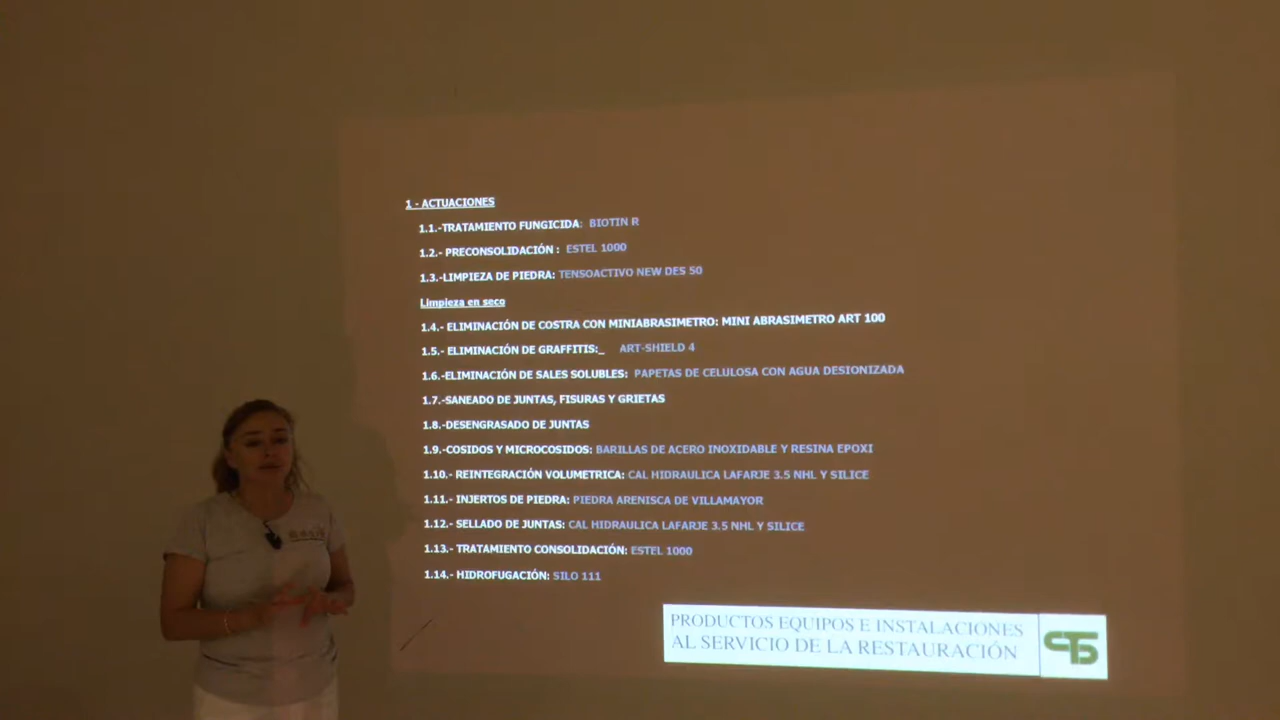 1 - ACTUACIONES
1.1.-TRATAMIENTO FUNGICIDA: BIOTIN R
1.2.- PRECONSOLIDACIÓN : ESTEL 1000
1.3.-LIMPIEZA DE PIEDRA: TENSOACTIVO NEW DES 50
Limpieza en seco
1.4.- ELIMINACIÓN DE COSTRA CON MINIABRASIMETRO: MINI ABRASIMETRO ART 100
1.5.- ELIMINACIÓN DE GRAFFITIS:_ ART-SHIELD 4
1.6.-ELIMINACIÓN DE SALES SOLUBLES: PAPETAS DE CELULOSA CON AGUA DESIONIZADA
1.7.-SANEADO DE JUNTAS, FISURAS Y GRIETAS
1.8.-DESENGRASADO DE JUNTAS
1.9.-COSIDOS Y MICROCOSIDOS: BARILLAS DE ACERO INOXIDABLE Y RESINA EPOXI
1.10.- REINTEGRACIÓN VOLUMETRICA: CAL HIDRAULICA LAFARJE 3.5 NHL Y SILICE
1.11.- INJERTOS DE PIEDRA: PIEDRA ARENISCA DE VILLAMAYOR
1.12.- SELLADO DE JUNTAS: CAL HIDRAULICA LAFARJE 3.5 NHL Y SILICE
1.13.- TRATAMIENTO CONSOLIDACIÓN: ESTEL 1000
1.14.- HIDROFUGACIÓN: SILO 111
PRODUCTOS EQUIPOS E INSTALACIONES
AL SERVICIO DE LA RESTAURACIÓN
CTS